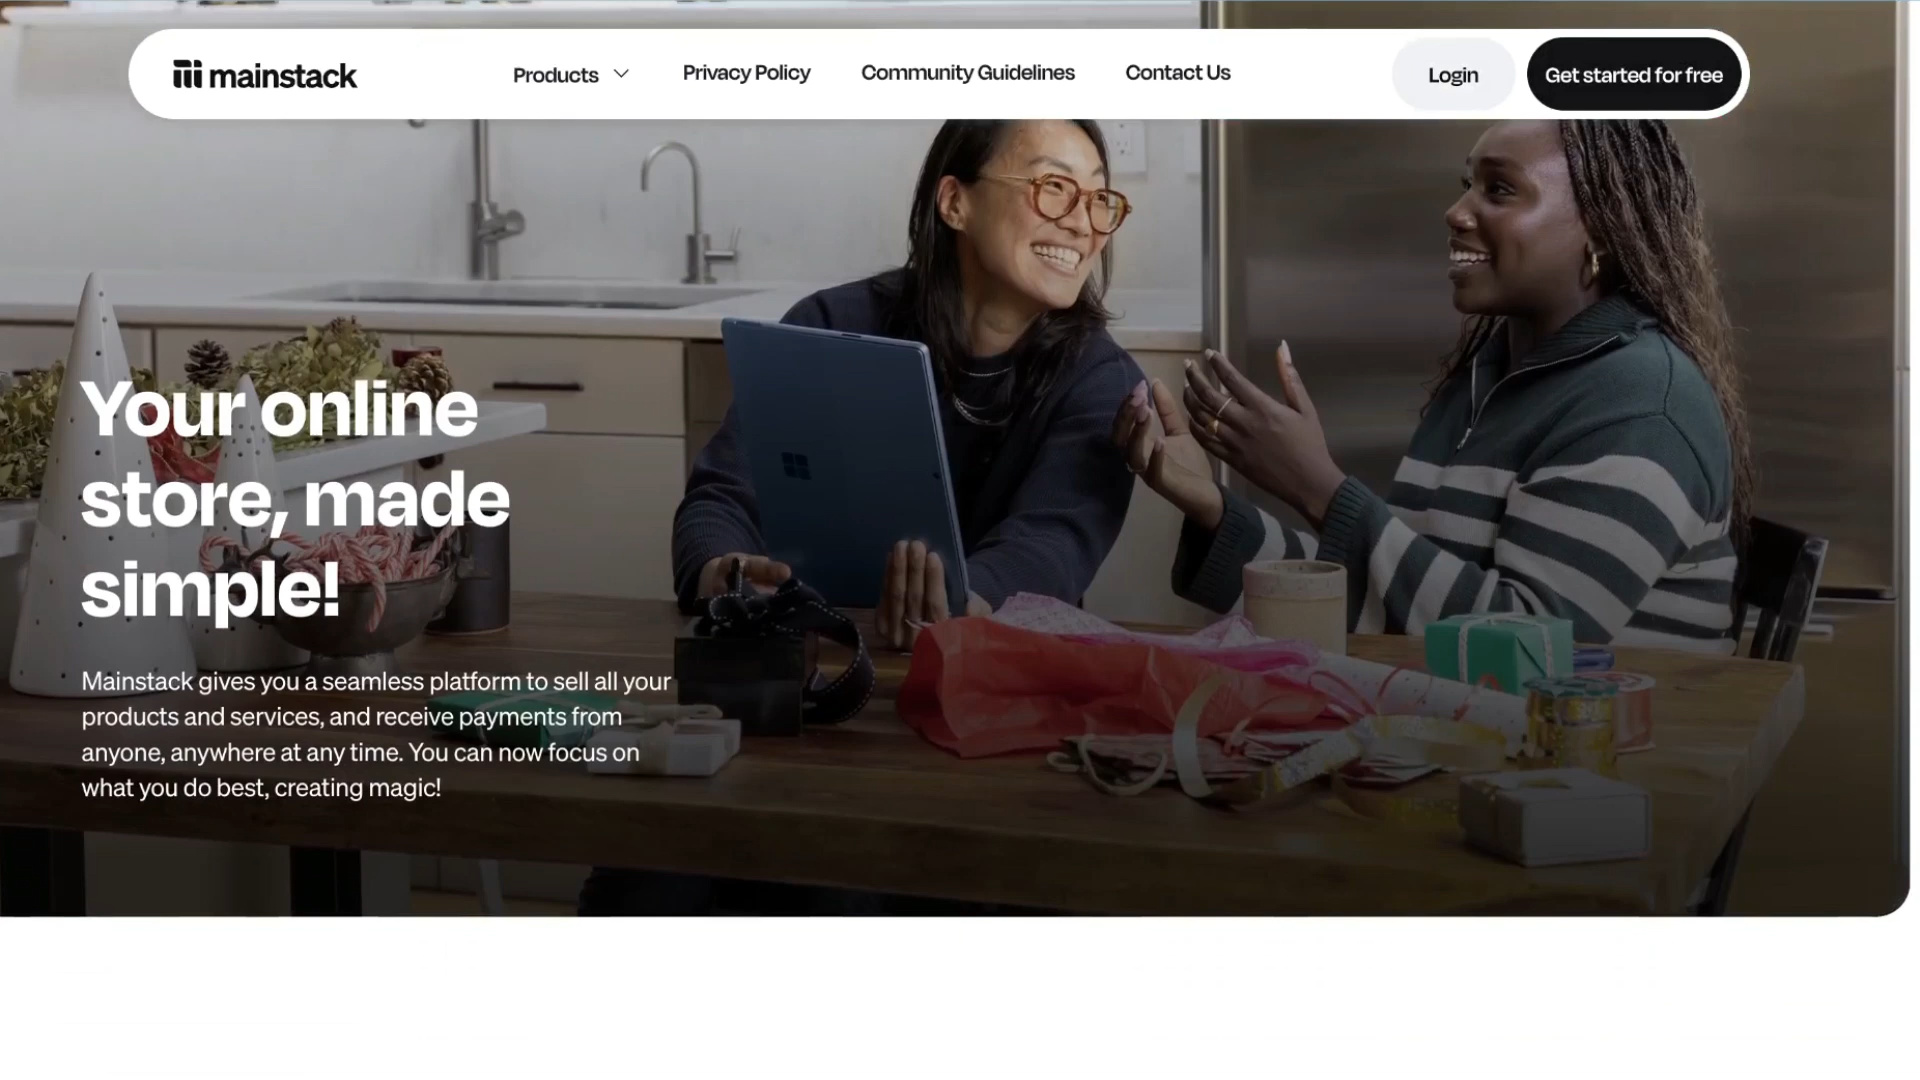 mainstack
Products
Privacy Policy
Community Guidelines
Contact Us
Login
Get started for free
Your online
store, made
simple!
Mainstack gives you a seamless platform to sell all your
products and services, and receive payments from
anyone, anywhere at any time. You can now focus on
what you do best, creating magic!